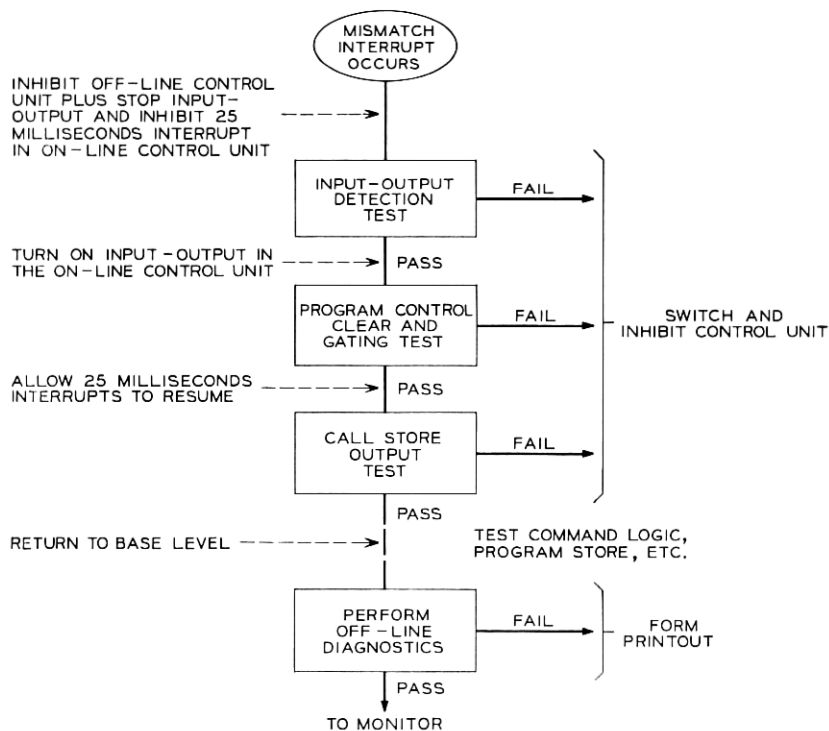 MISMATCH
INTERRUPT
OCCURS
INHIBIT OFF-LINE CONTROL
UNIT PLUS STOP INPUT-
OUTPUT AND INHIBIT 25
MILLISECONDS INTERRUPT
IN ON-LINE CONTROL UNIT
INPUT-OUTPUT
DETECTION
TEST
FAIL
TURN ON INPUT-OUTPUT IN
THE ON-LINE CONTROL UNIT
PASS
PROGRAM CONTROL
CLEAR AND
GATING TEST
FAIL
SWITCH AND
INHIBIT CONTROL UNIT
ALLOW 25 MILLISECONDS
INTERRUPTS TO RESUME
PASS
CALL STORE
OUTPUT
TEST
FAIL
PASS
RETURN TO BASE LEVEL
TEST COMMAND LOGIC,
PROGRAM STORE, ETC.
PERFORM
OFF-LINE
DIAGNOSTICS
FAIL
FORM
PRINTOUT
PASS
TO MONITOR